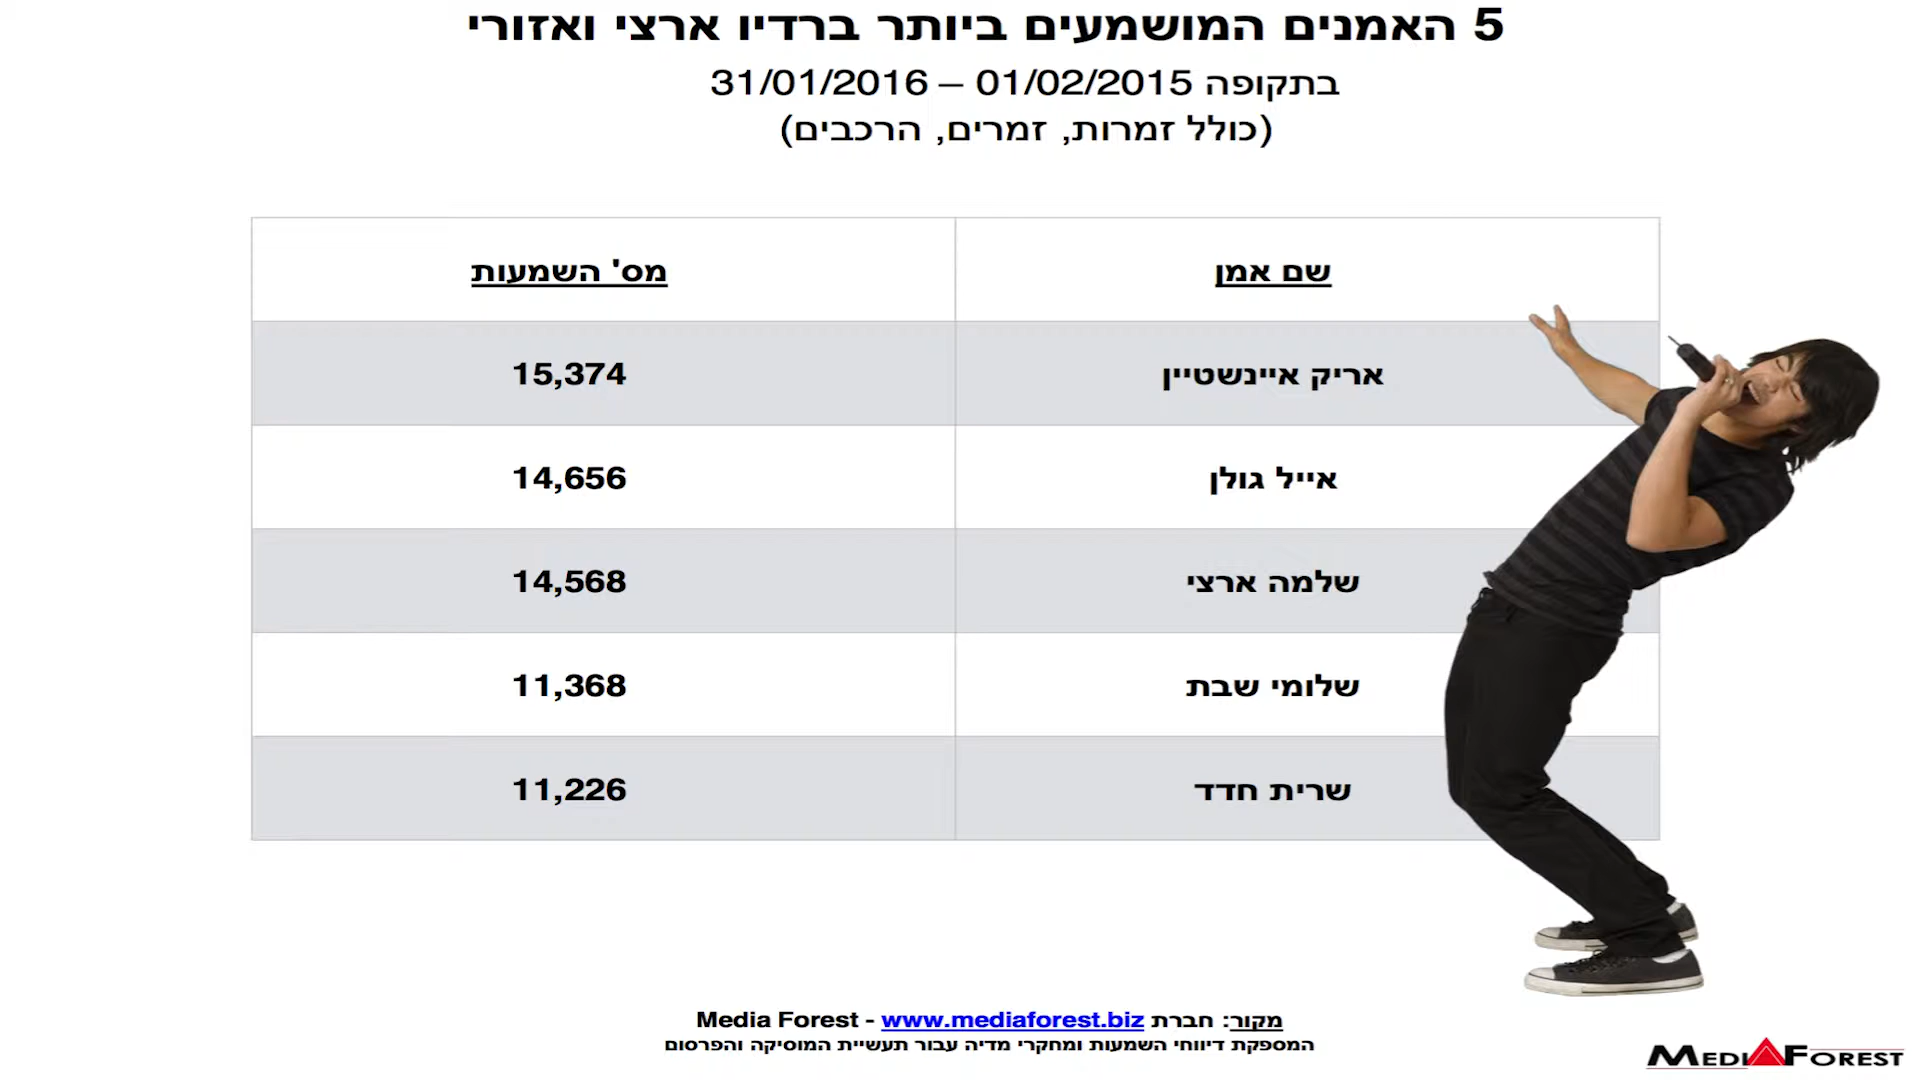 5 האמנים המושמעים ביותר ברדיו ארצי ואזורי
בתקופה 01/02/2015 – 31/01/2016
(כולל זמרות, זמרים, הרכבים)
שם אמן מס' השמעות
אריק איינשטיין 15,374
אייל גולן 14,656
שלמה ארצי 14,568
שלומי שבת 11,368
שרית חדד 11,226
מקור: חברת Media Forest - www.mediaforest.biz
המספקת דיווחי השמעות ומחקרי מדיה עבור תעשיית המוסיקה והפרסום
MEDIAFOREST